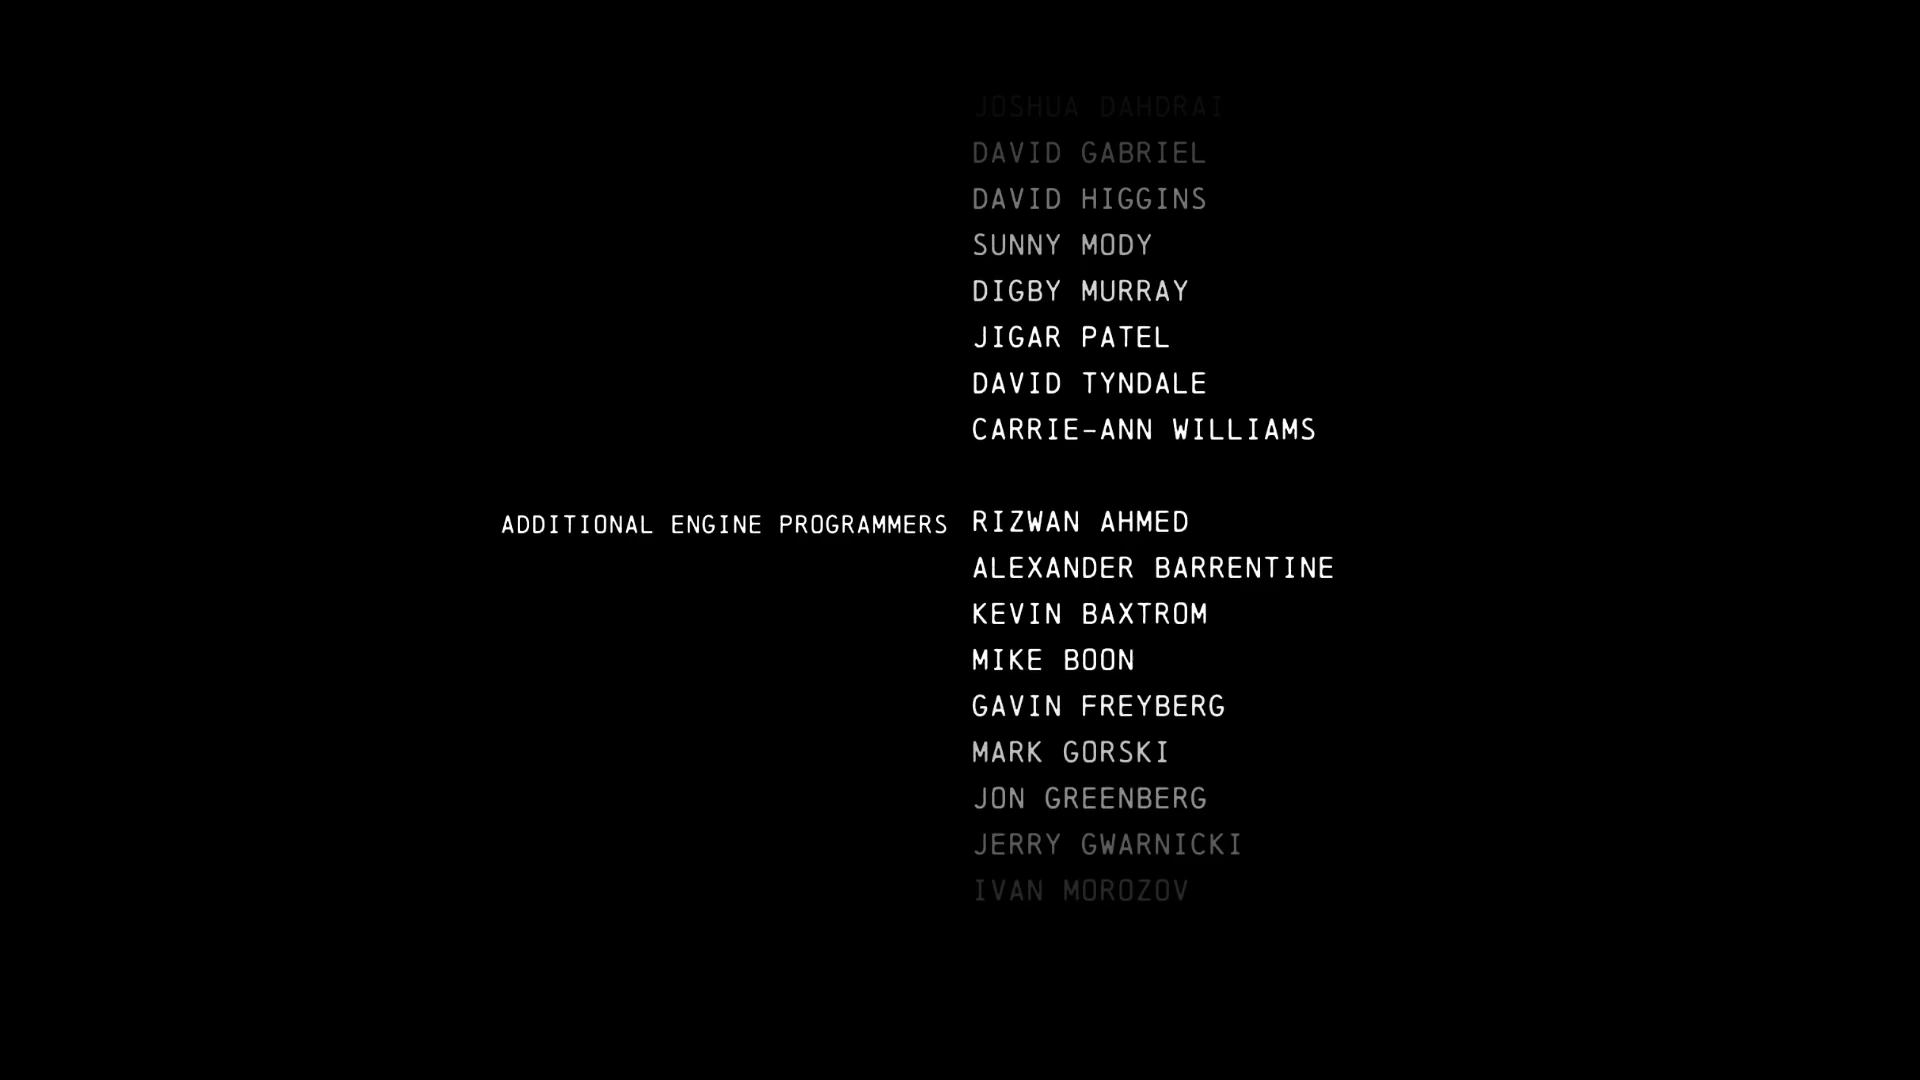 JOSHUA DAHDRAI
DAVID GABRIEL
DAVID HIGGINS
SUNNY MODY
DIGBY MURRAY
JIGAR PATEL
DAVID TYNDALE
CARRIE-ANN WILLIAMS
ADDITIONAL ENGINE PROGRAMMERS RIZWAN AHMED
ALEXANDER BARRENTINE
KEVIN BAXTROM
MIKE BOON
GAVIN FREYBERG
MARK GORSKI
JON GREENBERG
JERRY GWARNICKI
IVAN MOROZOV